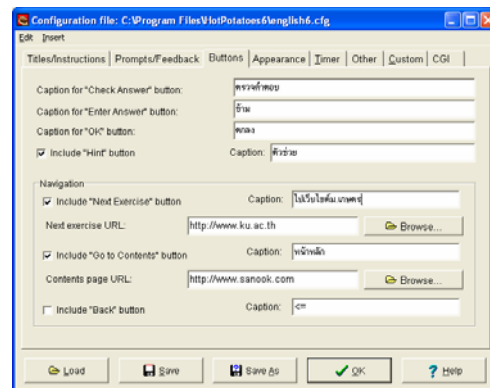 Configuration file: C:\Program Files\HotPotatoes6\english6.cfg
Edit Insert
Titles/Instructions Prompts/Feedback Buttons Appearance Timer Other Custom CGI
Caption for "Check Answer" button: ตรวจคำตอบ
Caption for "Enter Answer" button: ข้าม
Caption for "OK" button: ตกลง
Include "Hint" button Caption: ตัวช่วย
Navigation
Include "Next Exercise" button Caption: ไปเว็บไซต์ม.เกษตร
Next exercise URL: http://www.ku.ac.th Browse...
Include "Go to Contents" button Caption: หน้าหลัก
Contents page URL: http://www.sanook.com Browse...
Include "Back" button Caption: <=
Load Save Save As OK Help